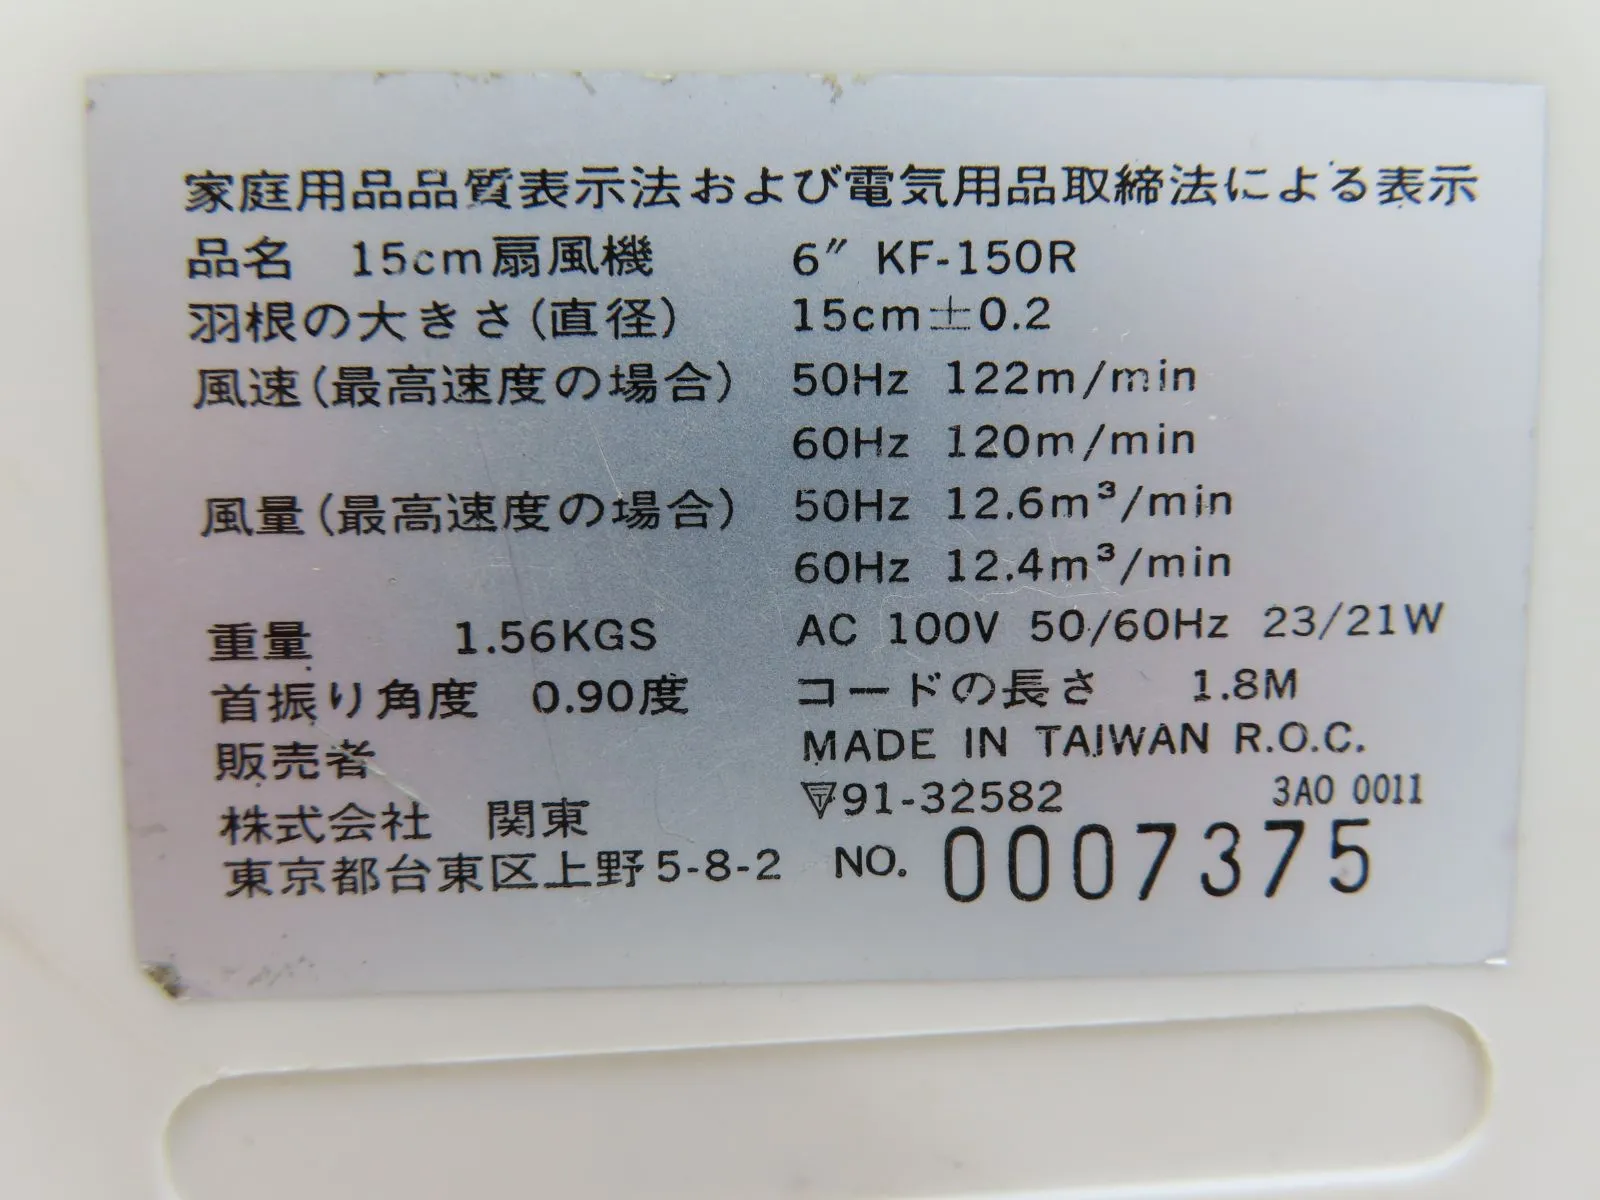 家庭用品品質表示法および電気用品取締法による表示
品名 15cm扇風機 6″ KF-150R
羽根の大きさ(直径) 15cm±0.2
風速(最高速度の場合) 50Hz 122m/min
60Hz 120m/min
風量(最高速度の場合) 50Hz 12.6m³/min
60Hz 12.4m³/min
重量 1.56KGS AC 100V 50/60Hz 23/21W
首振り角度 0.90度 コードの長さ 1.8M
販売者 MADE IN TAIWAN R.O.C.
〒91-32582 3A0 0011
株式会社 関東
東京都台東区上野5-8-2 NO. 0007375